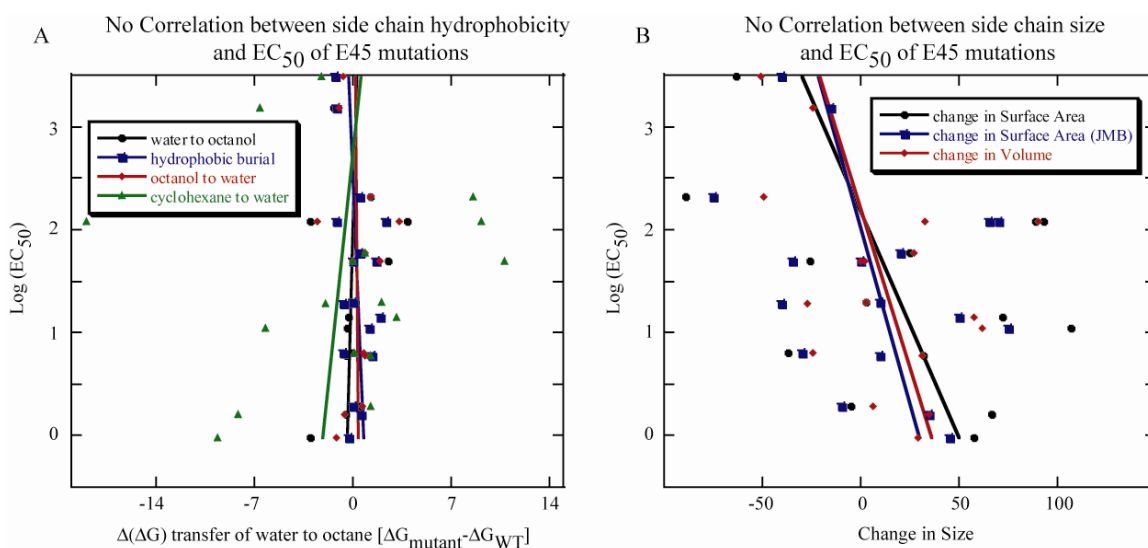 A
No Correlation between side chain hydrophobicity
and EC50 of E45 mutations
Log (EC50)
3
2
1
0
water to octanol
hydrophobic burial
octanol to water
cyclohexane to water
-14 -7 0 7 14
Δ(ΔG) transfer of water to octane [ΔGmutant-ΔGWT]
B
No Correlation between side chain size
and EC50 of E45 mutations
Log (EC50)
3
2
1
0
change in Surface Area
change in Surface Area (JMB)
change in Volume
-50 0 50 100
Change in Size